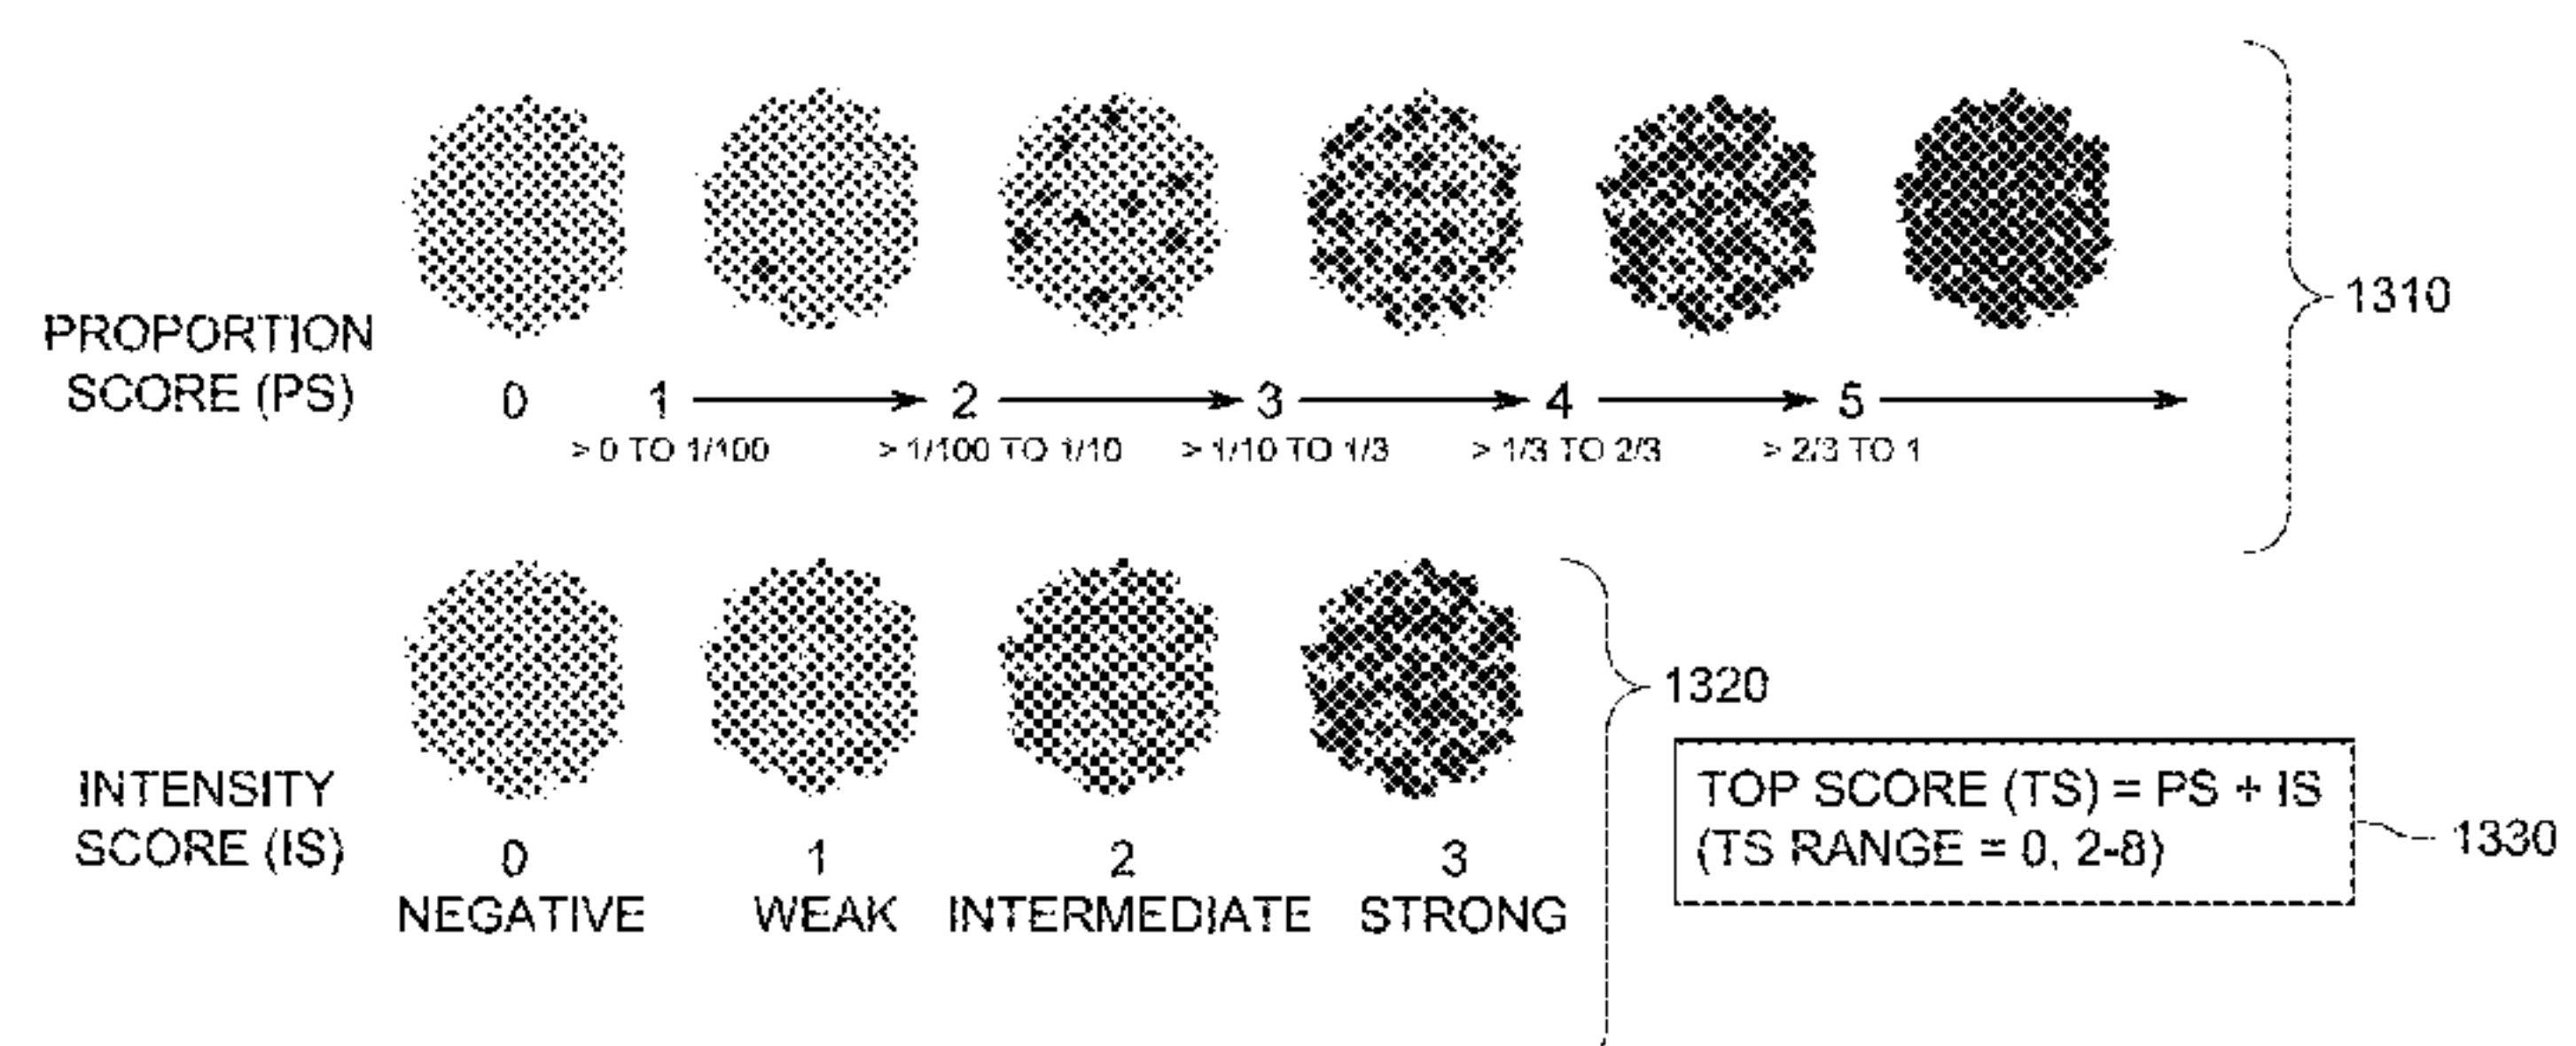 PROPORTION
SCORE (PS)
0 1 2 3 4 5
> 0 TO 1/100 > 1/100 TO 1/10 > 1/10 TO 1/3 > 1/3 TO 2/3 > 2/3 TO 1
1310
INTENSITY
SCORE (IS)
0 1 2 3
NEGATIVE WEAK INTERMEDIATE STRONG
1320
TOP SCORE (TS) = PS + IS
(TS RANGE = 0, 2-8)
1330